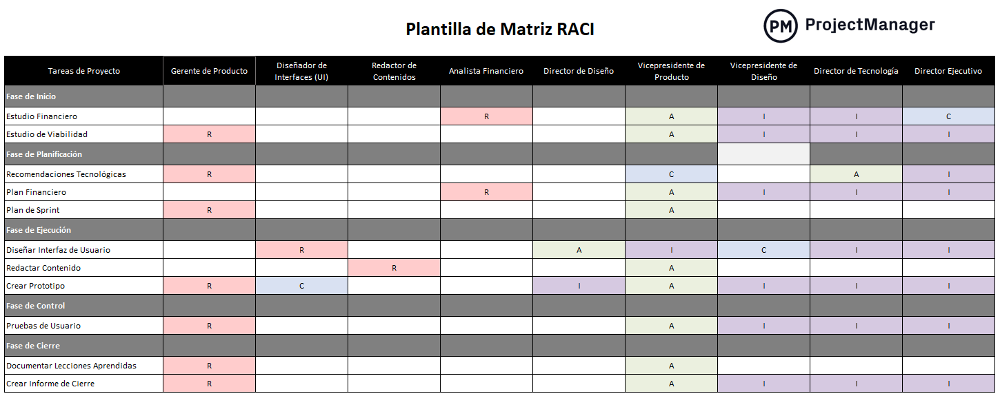 Plantilla de Matriz RACI
PM ProjectManager
Tareas de Proyecto Gerente de Producto Diseñador de Interfaces (UI) Redactor de Contenidos Analista Financiero Director de Diseño Vicepresidente de Producto Vicepresidente de Diseño Director de Tecnología Director Ejecutivo
Fase de Inicio
Estudio Financiero R A I I C
Estudio de Viabilidad R A I I I
Fase de Planificación
Recomendaciones Tecnológicas R C A I
Plan Financiero R A I I I
Plan de Sprint R A
Fase de Ejecución
Diseñar Interfaz de Usuario R A I C I I
Redactar Contenido R A
Crear Prototipo R C I A I I I
Fase de Control
Pruebas de Usuario R A I I I
Fase de Cierre
Documentar Lecciones Aprendidas R A
Crear Informe de Cierre R A I I I